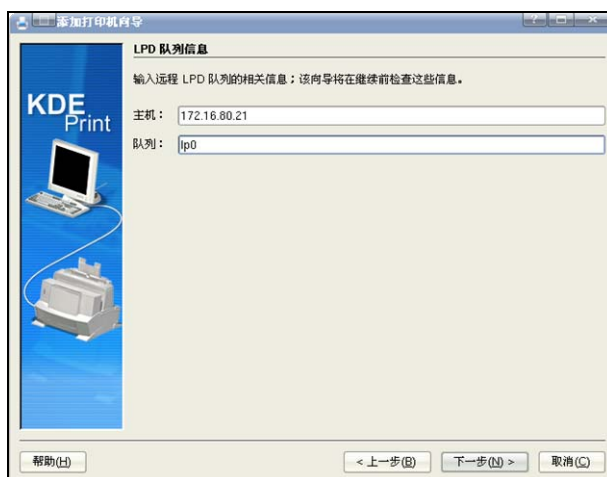 添加打印机向导
LPD 队列信息
输入远程 LPD 队列的相关信息；该向导将在继续前检查这些信息。
KDE
Print
主机： 172.16.80.21
队列： lp0
帮助(H) < 上一步(B) 下一步(N) > 取消(C)